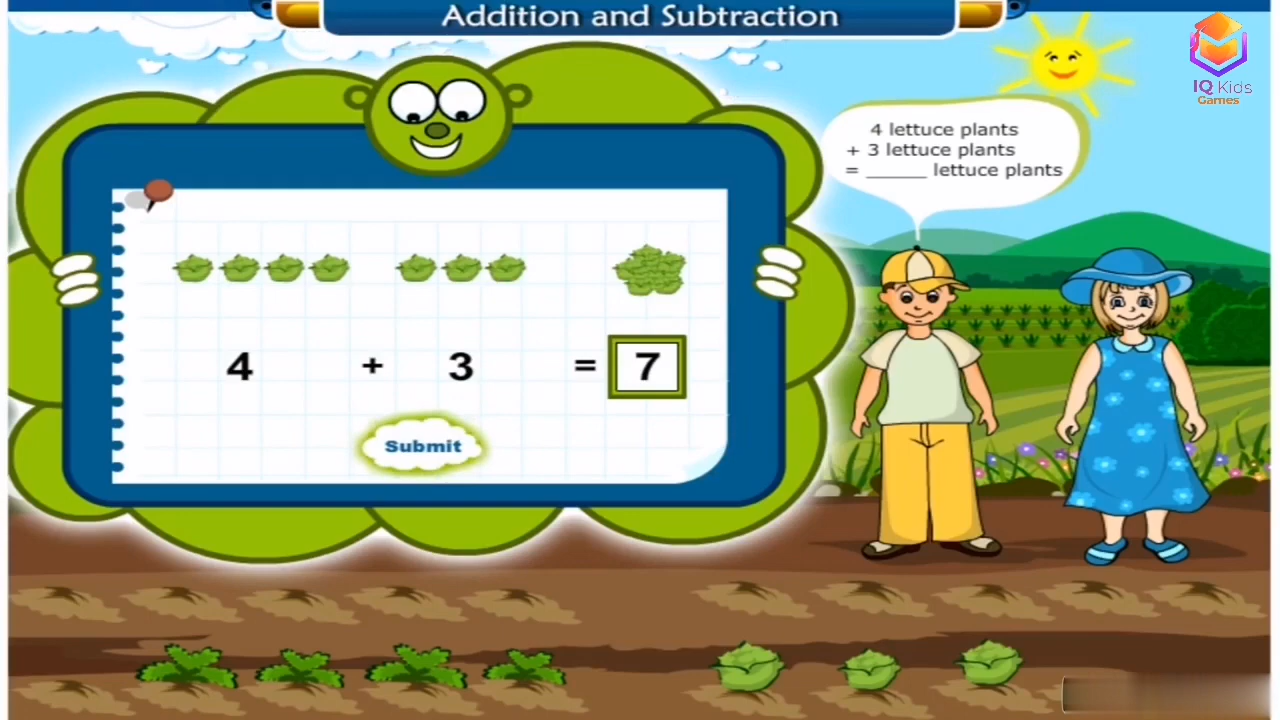 Addition and Subtraction
IQ Kids
Games
4 lettuce plants
+ 3 lettuce plants
= ______ lettuce plants
4 + 3 = 7
Submit